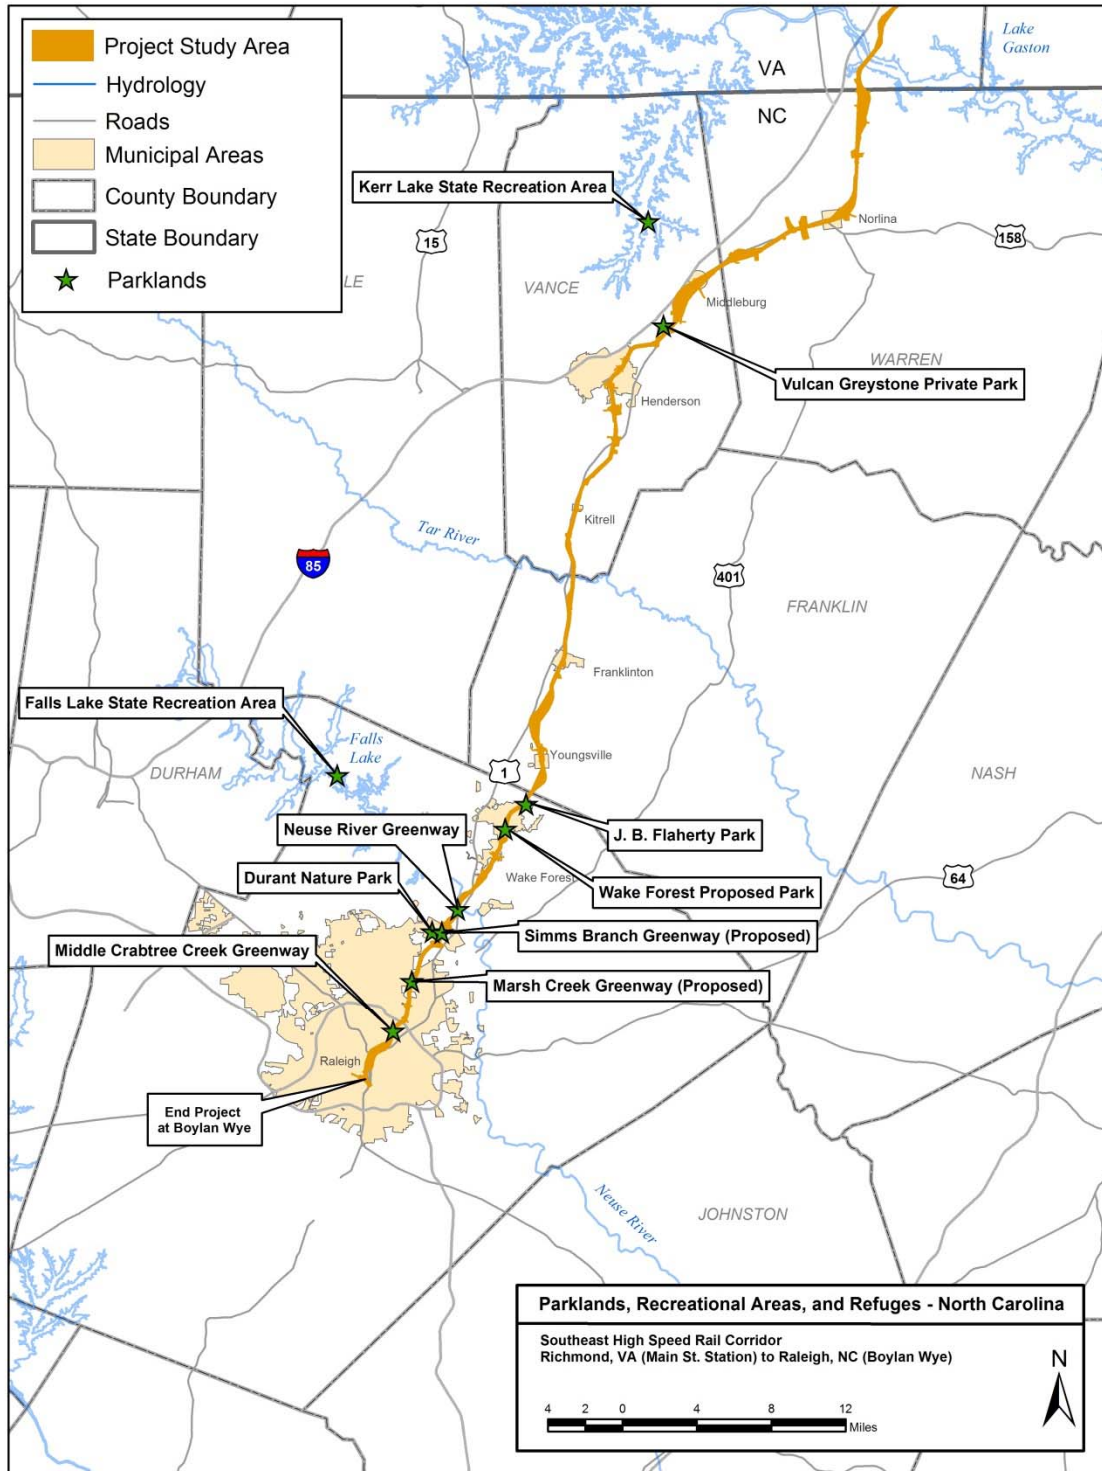 Project Study Area
Hydrology
Roads
Municipal Areas
County Boundary
State Boundary
Parklands
Lake
Gaston
VA
NC
Kerr Lake State Recreation Area
Norlina
15
158
LE
VANCE
Middleburg
WARREN
Vulcan Greystone Private Park
Henderson
Kitrell
Tar River
85
401
FRANKLIN
Franklinton
Falls Lake State Recreation Area
Falls
Lake
Youngsville
DURHAM
1
NASH
Neuse River Greenway
J. B. Flaherty Park
Durant Nature Park
Wake Forest
64
Wake Forest Proposed Park
Simms Branch Greenway (Proposed)
Middle Crabtree Creek Greenway
Marsh Creek Greenway (Proposed)
Raleigh
End Project
at Boylan Wye
Neuse River
JOHNSTON
Parklands, Recreational Areas, and Refuges - North Carolina
Southeast High Speed Rail Corridor
Richmond, VA (Main St. Station) to Raleigh, NC (Boylan Wye)
N
4 2 0 4 8 12
Miles